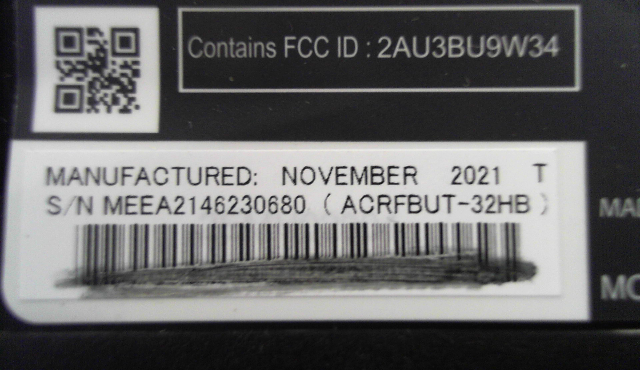 Contains FCC ID : 2AU3BU9W34
MANUFACTURED: NOVEMBER 2021 T
S/N MEEA2146230680 ( ACRFBUT-32HB )